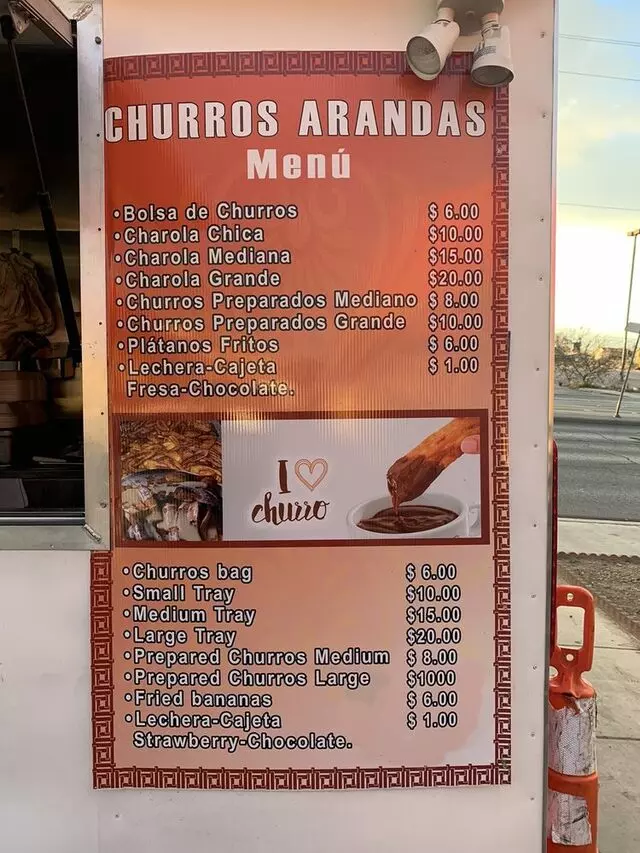 CHURROS ARANDAS
Menú
•Bolsa de Churros $ 6.00
•Charola Chica $10.00
•Charola Mediana $15.00
•Charola Grande $20.00
•Churros Preparados Mediano $ 8.00
•Churros Preparados Grande $10.00
•Plátanos Fritos $ 6.00
•Lechera-Cajeta $ 1.00
Fresa-Chocolate.
I
churro
•Churros bag $ 6.00
•Small Tray $10.00
•Medium Tray $15.00
•Large Tray $20.00
•Prepared Churros Medium $ 8.00
•Prepared Churros Large $1000
•Fried bananas $ 6.00
•Lechera-Cajeta $ 1.00
Strawberry-Chocolate.